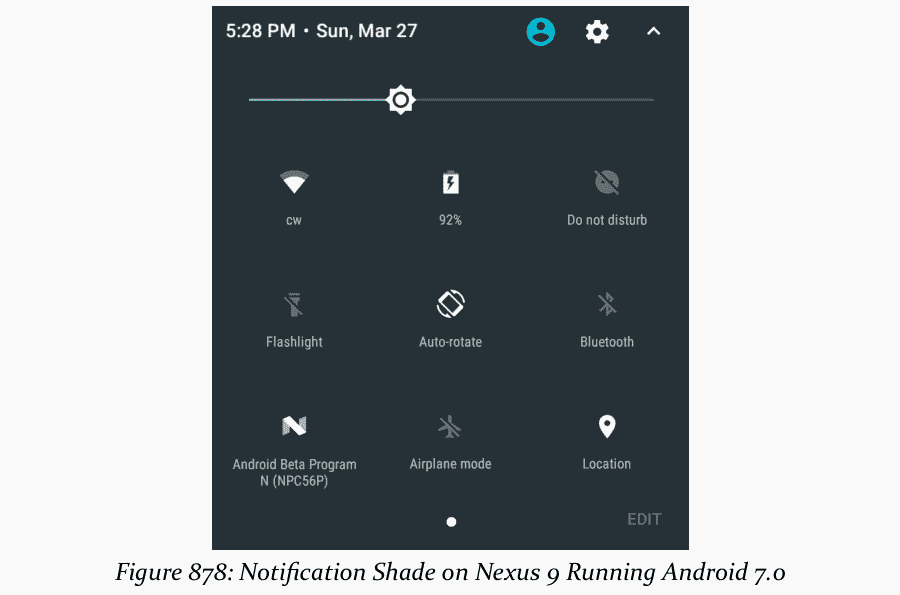 5:28 PM • Sun, Mar 27
cw
92%
Do not disturb
Flashlight
Auto-rotate
Bluetooth
Android Beta Program
N (NPC56P)
Airplane mode
Location
EDIT
Figure 878: Notification Shade on Nexus 9 Running Android 7.0